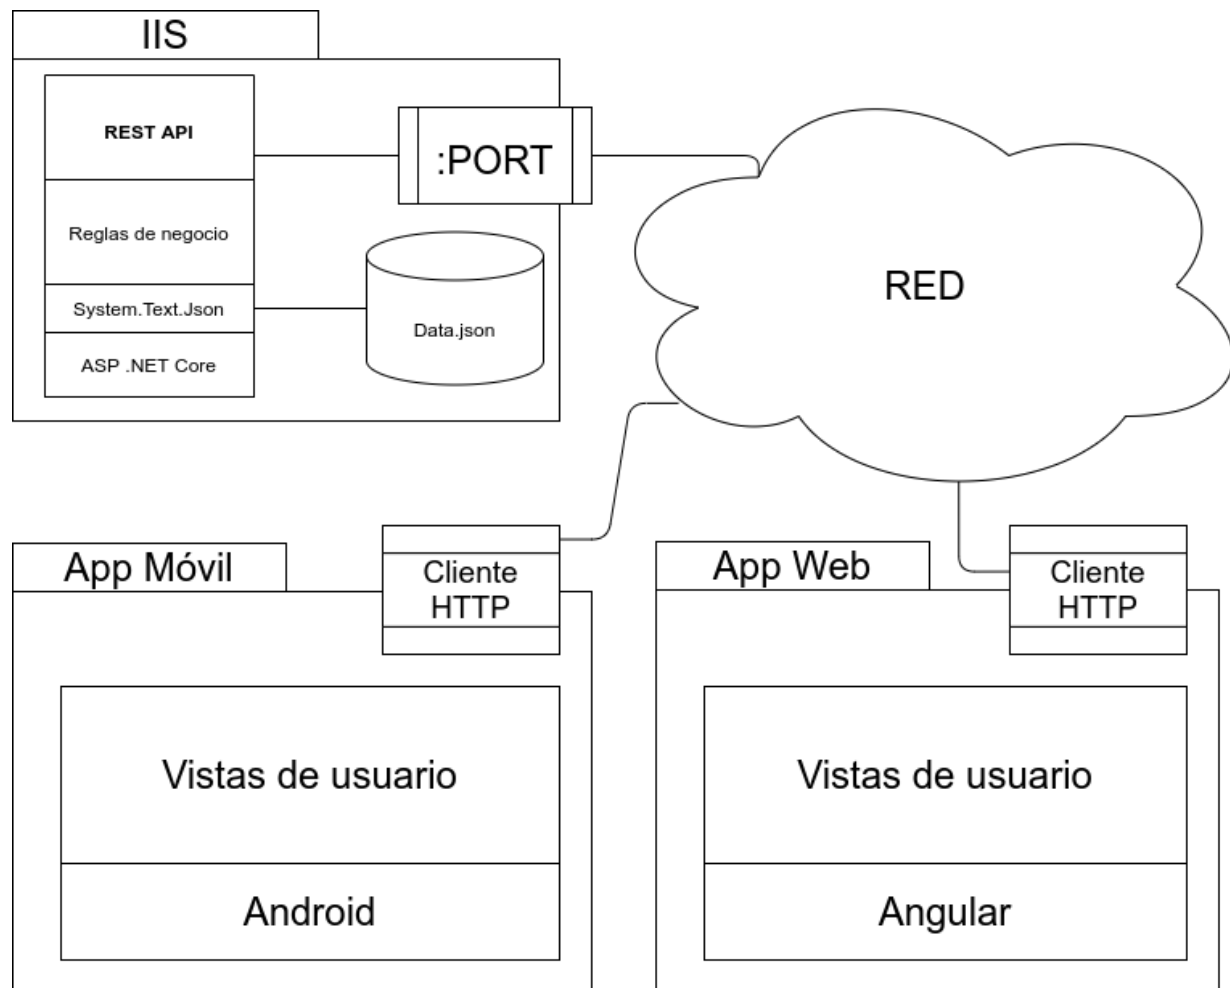 IIS
REST API
:PORT
Reglas de negocio
System.Text.Json
Data.json
ASP .NET Core
RED
App Móvil
Cliente
HTTP
Vistas de usuario
Android
App Web
Cliente
HTTP
Vistas de usuario
Angular